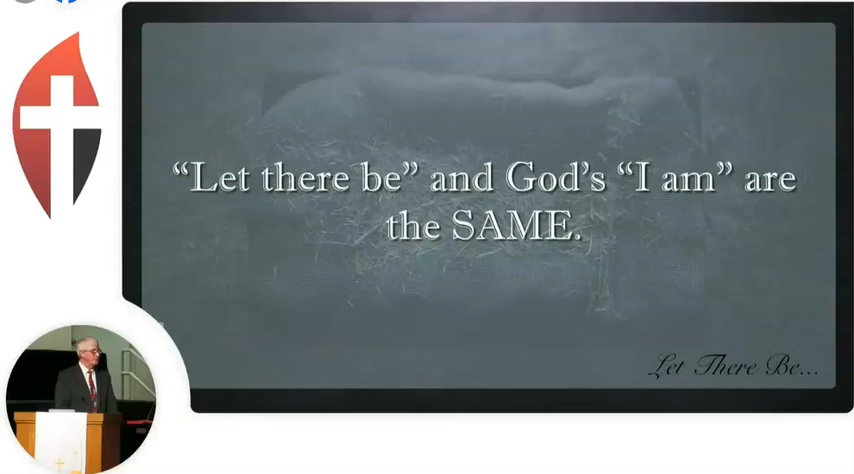 “Let there be” and God’s “I am” are
the SAME.
Let There Be...